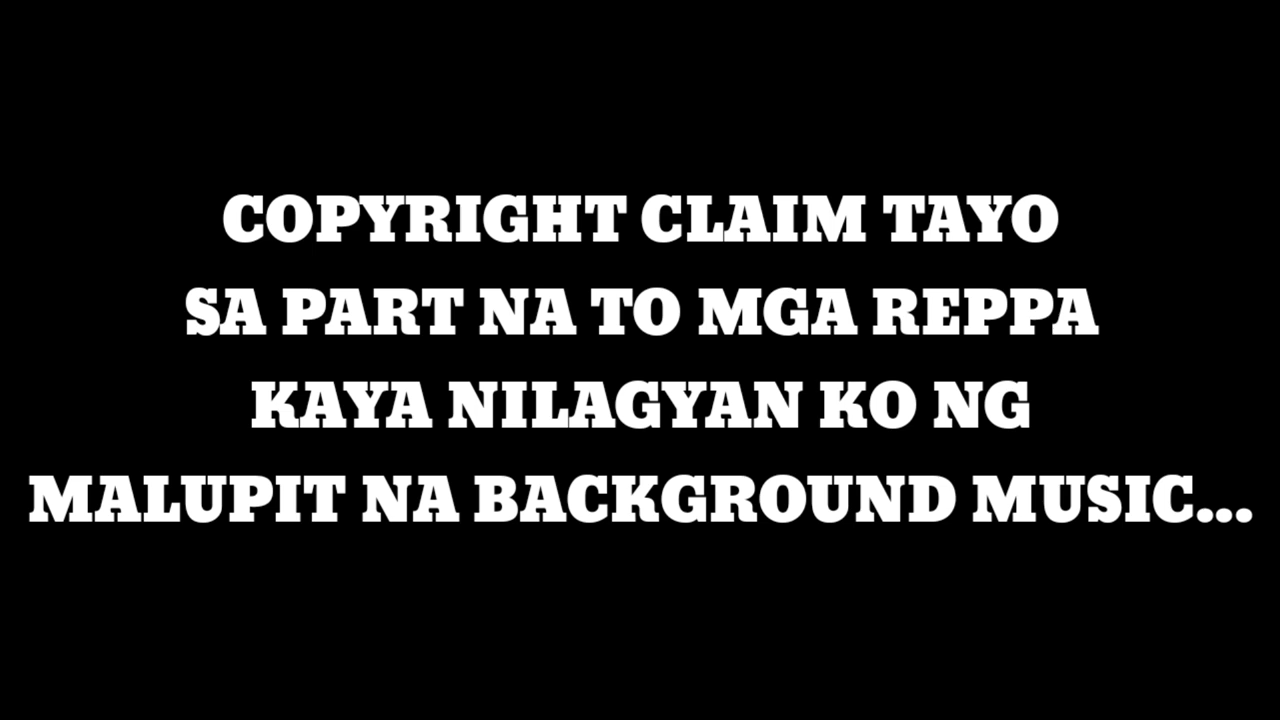 COPYRIGHT CLAIM TAYO
SA PART NA TO MGA REPPA
KAYA NILAGYAN KO NG
MALUPIT NA BACKGROUND MUSIC...